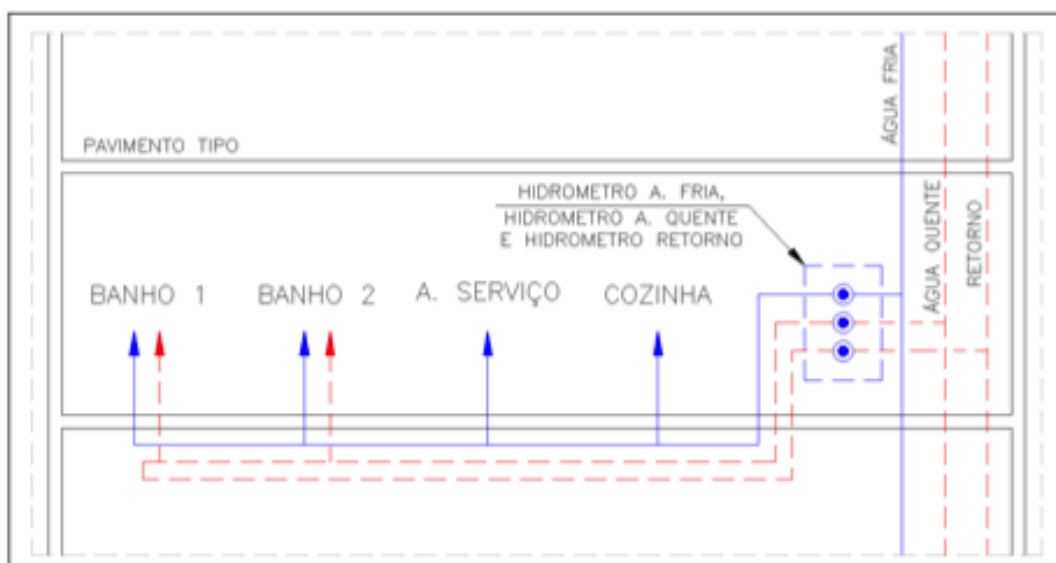 ÁGUA FRIA
PAVIMENTO TIPO
HIDROMETRO A. FRIA,
HIDROMETRO A. QUENTE
E HIDROMETRO RETORNO
ÁGUA QUENTE
RETORNO
BANHO 1
BANHO 2
A. SERVIÇO
COZINHA